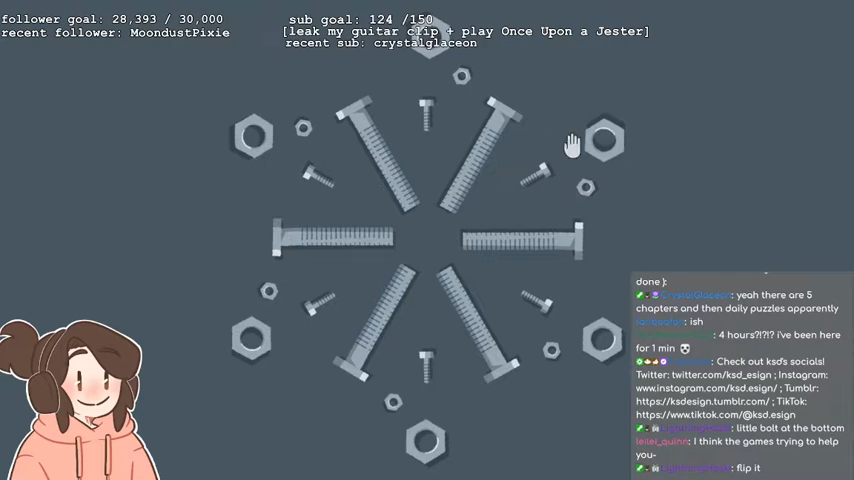 follower goal: 28,393 / 30,000
recent follower: MoondustPixie
sub goal: 124 /150
[leak my guitar clip + play Once Upon a Jester]
recent sub: crystalglaceon
done ):
CrystalGlaceon: yeah there are 5
chapters and then daily puzzles apparently
: ish
: 4 hours?!?!? i've been here
for 1 min 💀
: Check out ksd's socials!
Twitter: twitter.com/ksd_esign ; Instagram:
www.instagram.com/ksd.esign/ ; Tumblr:
https://ksdesign.tumblr.com/ ; TikTok:
https://www.tiktok.com/@ksd.esign
: little bolt at the bottom
leilei_quinn: I think the games trying to help
you-
: flip it